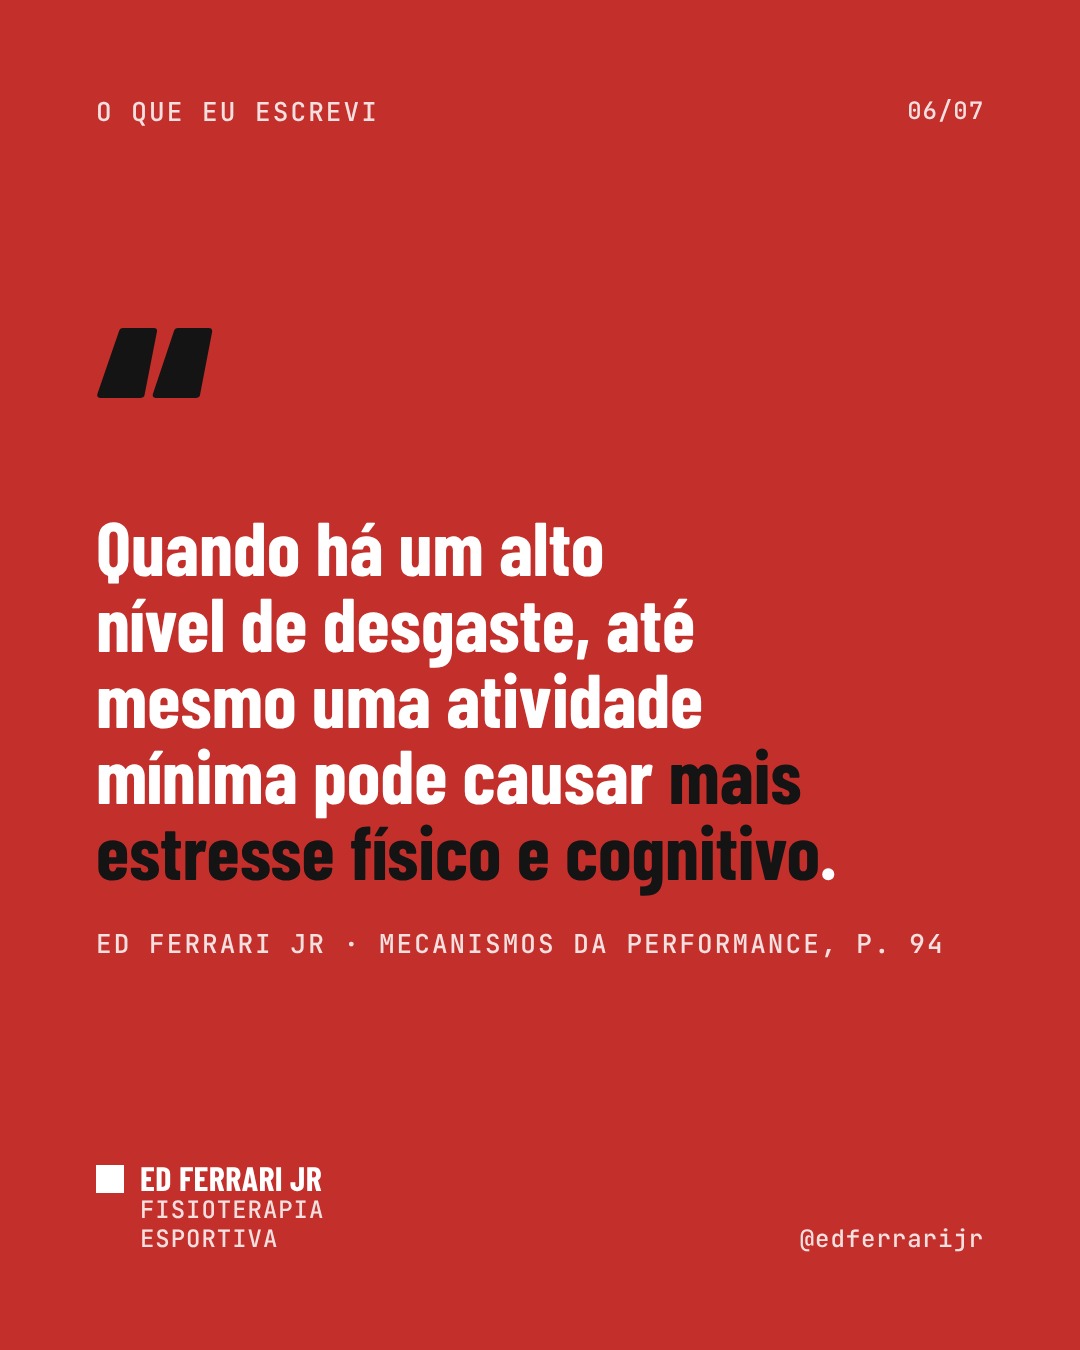 O QUE EU ESCREVI
06/07
“
Quando há um alto
nível de desgaste, até
mesmo uma atividade
mínima pode causar mais
estresse físico e cognitivo.
ED FERRARI JR · MECANISMOS DA PERFORMANCE, P. 94
ED FERRARI JR
FISIOTERAPIA
ESPORTIVA
@edferrarijr